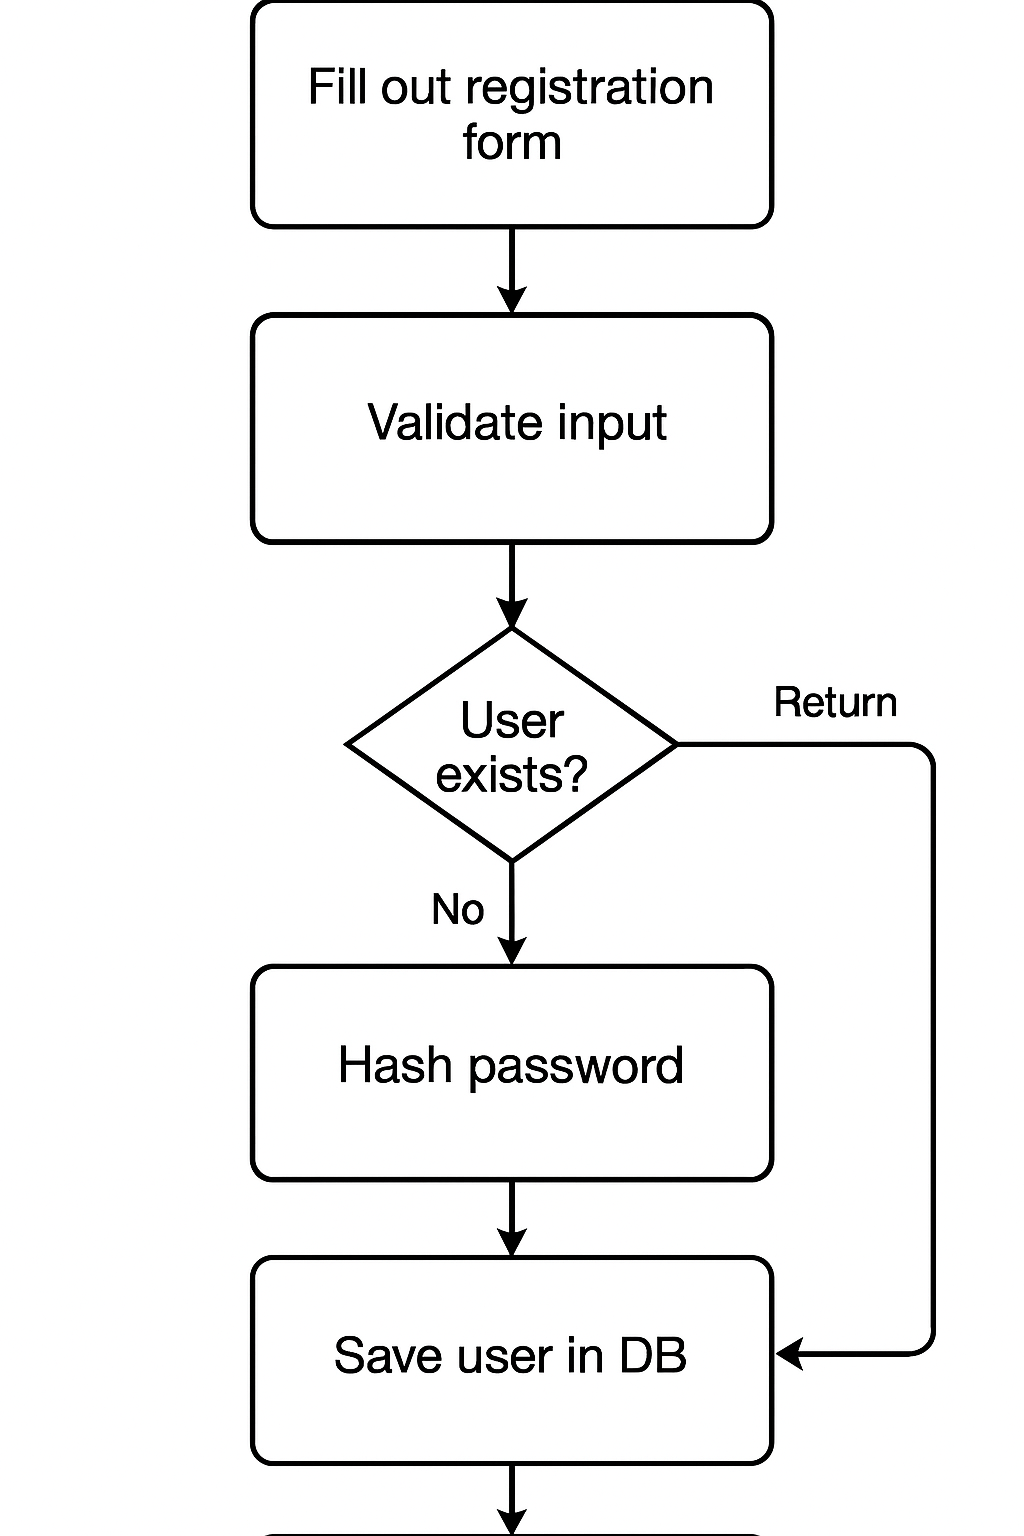 Fill out registration
form
Validate input
User
exists?
Return
No
Hash password
Save user in DB